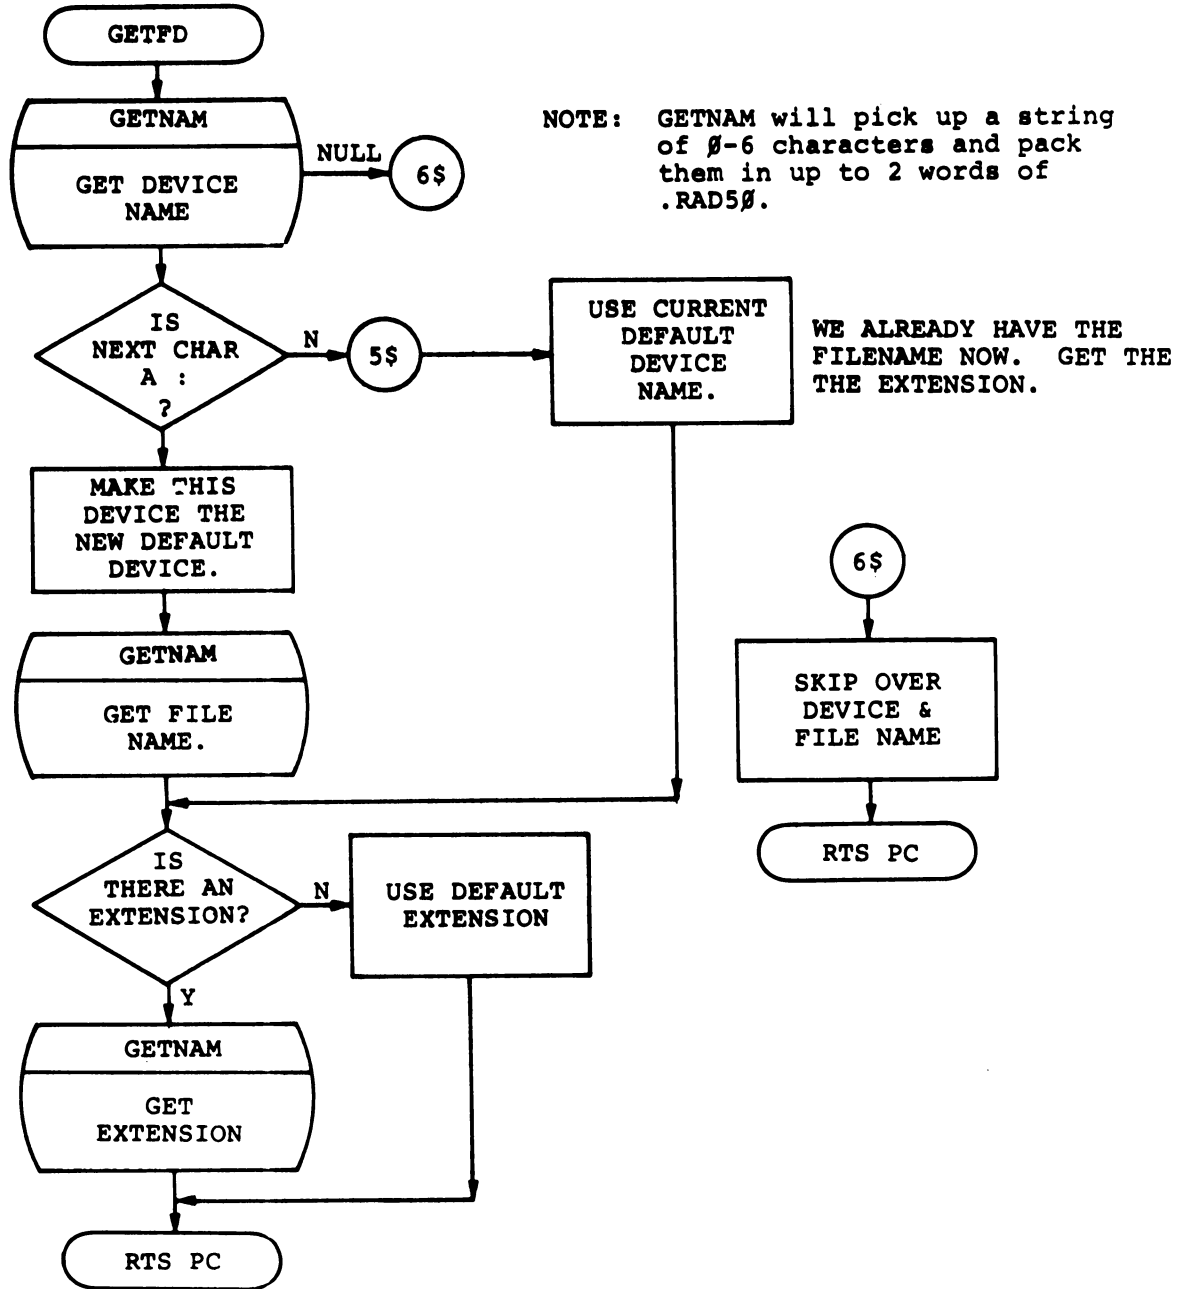 GETFD
GETNAM
GET DEVICE
NAME
NULL
6$
NOTE: GETNAM will pick up a string
of Ø-6 characters and pack
them in up to 2 words of
.RAD5Ø.
IS
NEXT CHAR
A :
?
N
5$
USE CURRENT
DEFAULT
DEVICE
NAME.
WE ALREADY HAVE THE
FILENAME NOW. GET THE
THE EXTENSION.
MAKE THIS
DEVICE THE
NEW DEFAULT
DEVICE.
GETNAM
GET FILE
NAME.
6$
SKIP OVER
DEVICE &
FILE NAME
RTS PC
IS
THERE AN
EXTENSION?
N
USE DEFAULT
EXTENSION
Y
GETNAM
GET
EXTENSION
RTS PC